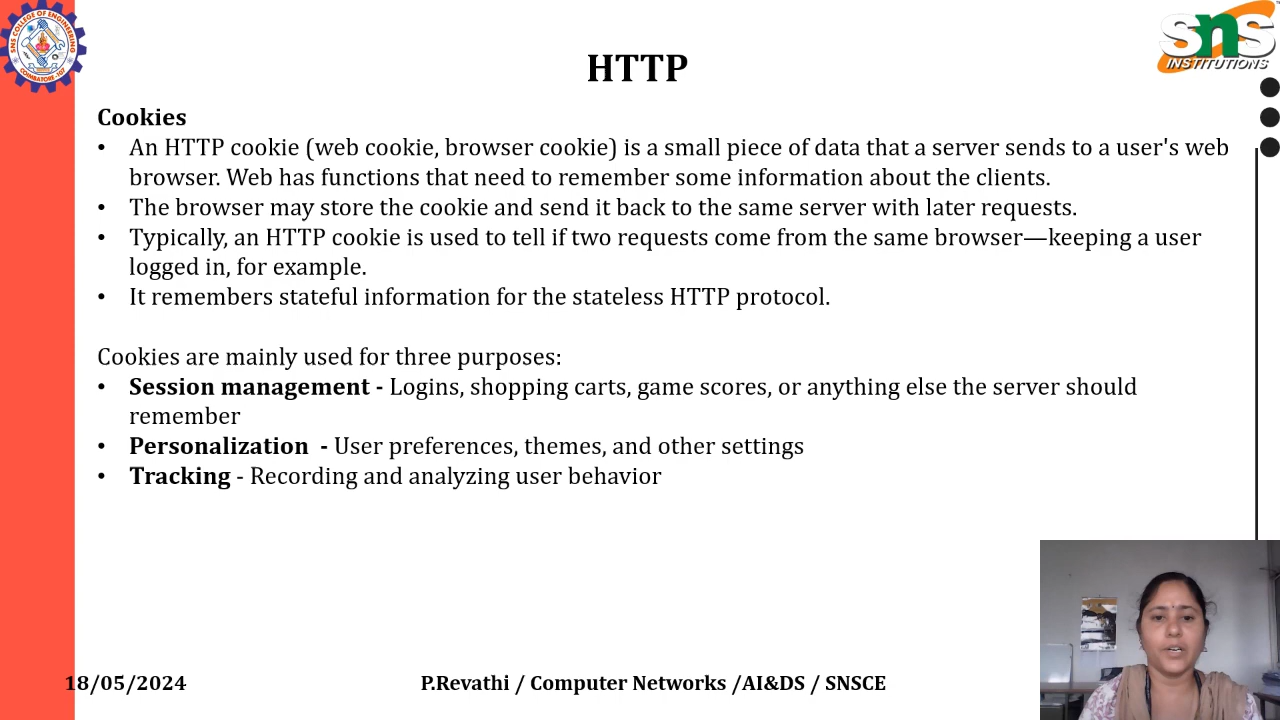 SNS COLLEGE OF ENGINEERING
COIMBATORE-107
sns
INSTITUTIONS
HTTP
Cookies
• An HTTP cookie (web cookie, browser cookie) is a small piece of data that a server sends to a user's web
browser. Web has functions that need to remember some information about the clients.
• The browser may store the cookie and send it back to the same server with later requests.
• Typically, an HTTP cookie is used to tell if two requests come from the same browser—keeping a user
logged in, for example.
• It remembers stateful information for the stateless HTTP protocol.
Cookies are mainly used for three purposes:
• Session management - Logins, shopping carts, game scores, or anything else the server should
remember
• Personalization  - User preferences, themes, and other settings
• Tracking - Recording and analyzing user behavior
18/05/2024
P.Revathi / Computer Networks /AI&DS / SNSCE